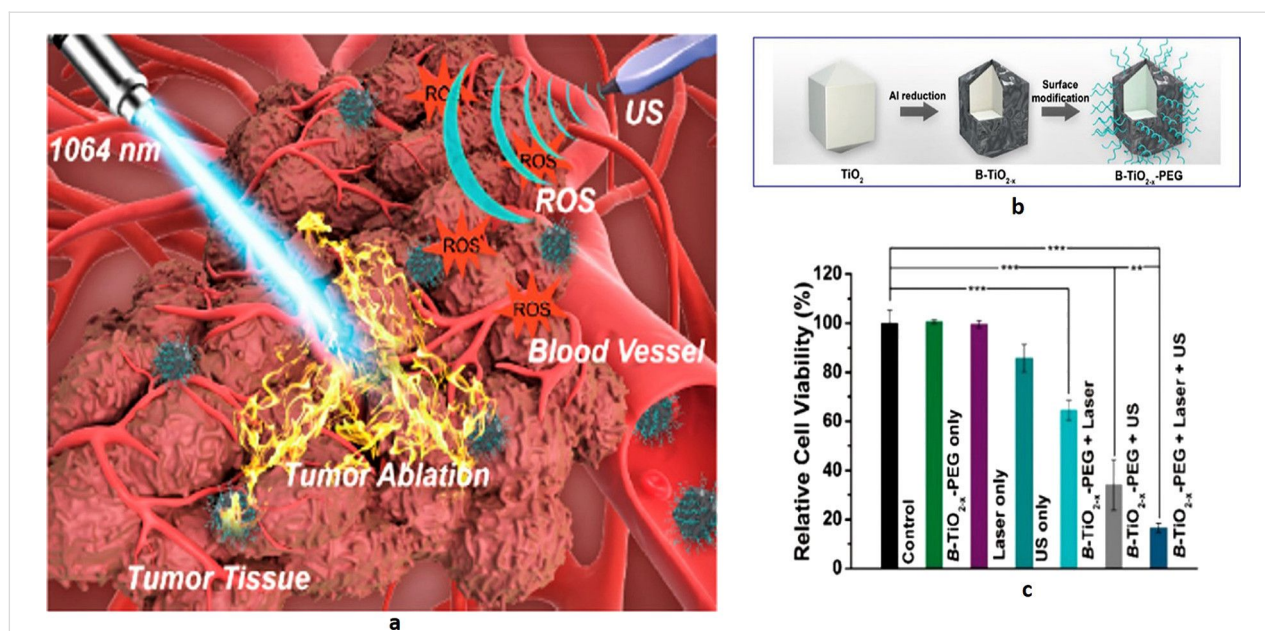 1064 nm
ROS
US
ROS
ROS
ROS
ROS
Blood Vessel
Tumor Ablation
Tumor Tissue
a
Al reduction
Surface
modification
TiO₂
B-TiO₂₋ₓ
B-TiO₂₋ₓ-PEG
b
Relative Cell Viability (%)
120
100
80
60
40
20
0
***
***
**
***
Control
B-TiO₂₋ₓ-PEG only
Laser only
US only
B-TiO₂₋ₓ-PEG + Laser
B-TiO₂₋ₓ-PEG + US
B-TiO₂₋ₓ-PEG + Laser + US
c